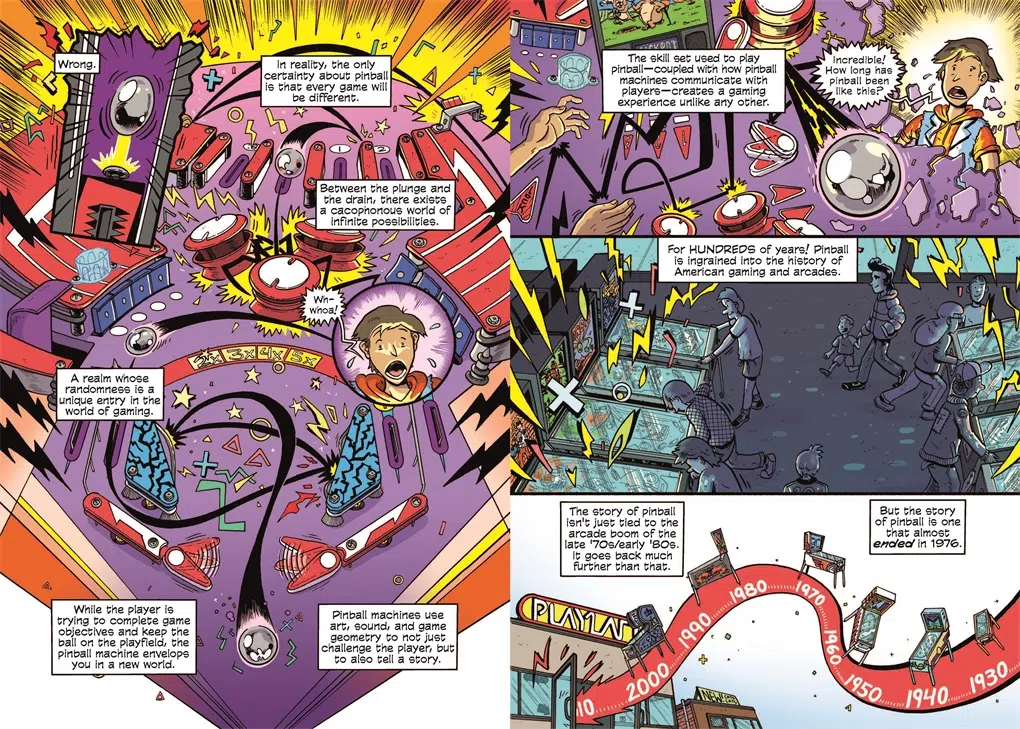 Wrong.
In reality, the only
certainty about pinball
is that every game will
be different.
1
2
Between the plunge and
the drain, there exists
a cacophonous world of
infinite possibilities.
Wh-
whoa!
2x 3x 4x 5x
A realm whose
randomness is a
unique entry in the
world of gaming.
While the player is
trying to complete game
objectives and keep the
ball on the playfield, the
pinball machine envelops
you in a new world.
Pinball machines use
art, sound, and game
geometry to not just
challenge the player, but
to also tell a story.
The skill set used to play
pinball—coupled with how pinball
machines communicate with
players—creates a gaming
experience unlike any other.
Incredible!
How long has
pinball been
like this?
For HUNDREDS of years! Pinball
is ingrained into the history of
American gaming and arcades.
The story of pinball
isn't just tied to the
arcade boom of the
late '70s/early '80s.
It goes back much
further than that.
But the story
of pinball is one
that almost
ended in 1976.
10
2000
1990
1980
1970
1960
1950
1940
1930